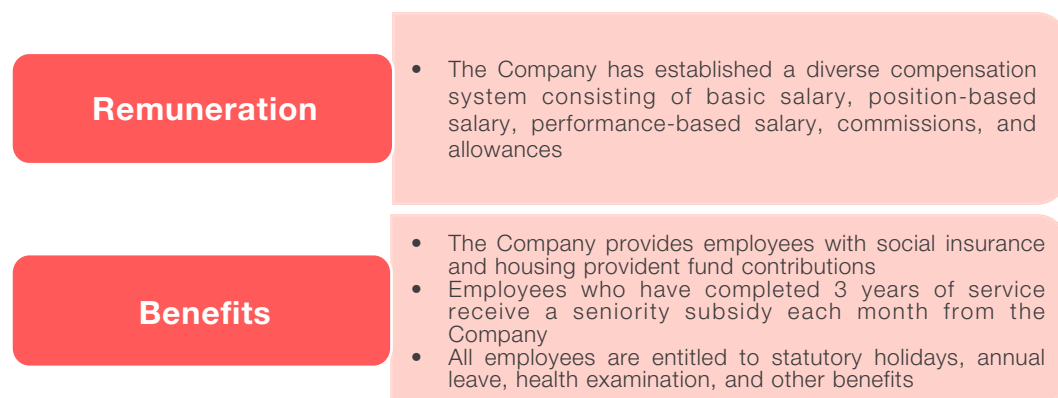 Remuneration
• The Company has established a diverse compensation
system consisting of basic salary, position-based
salary, performance-based salary, commissions, and
allowances
Benefits
• The Company provides employees with social insurance
and housing provident fund contributions
• Employees who have completed 3 years of service
receive a seniority subsidy each month from the
Company
• All employees are entitled to statutory holidays, annual
leave, health examination, and other benefits